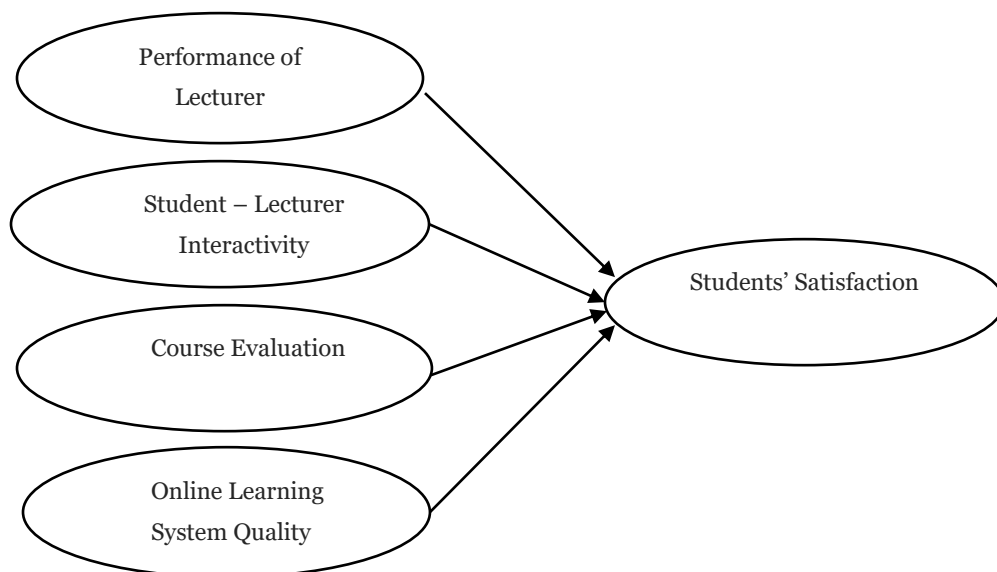 Performance of
Lecturer
Student – Lecturer
Interactivity
Students’ Satisfaction
Course Evaluation
Online Learning
System Quality